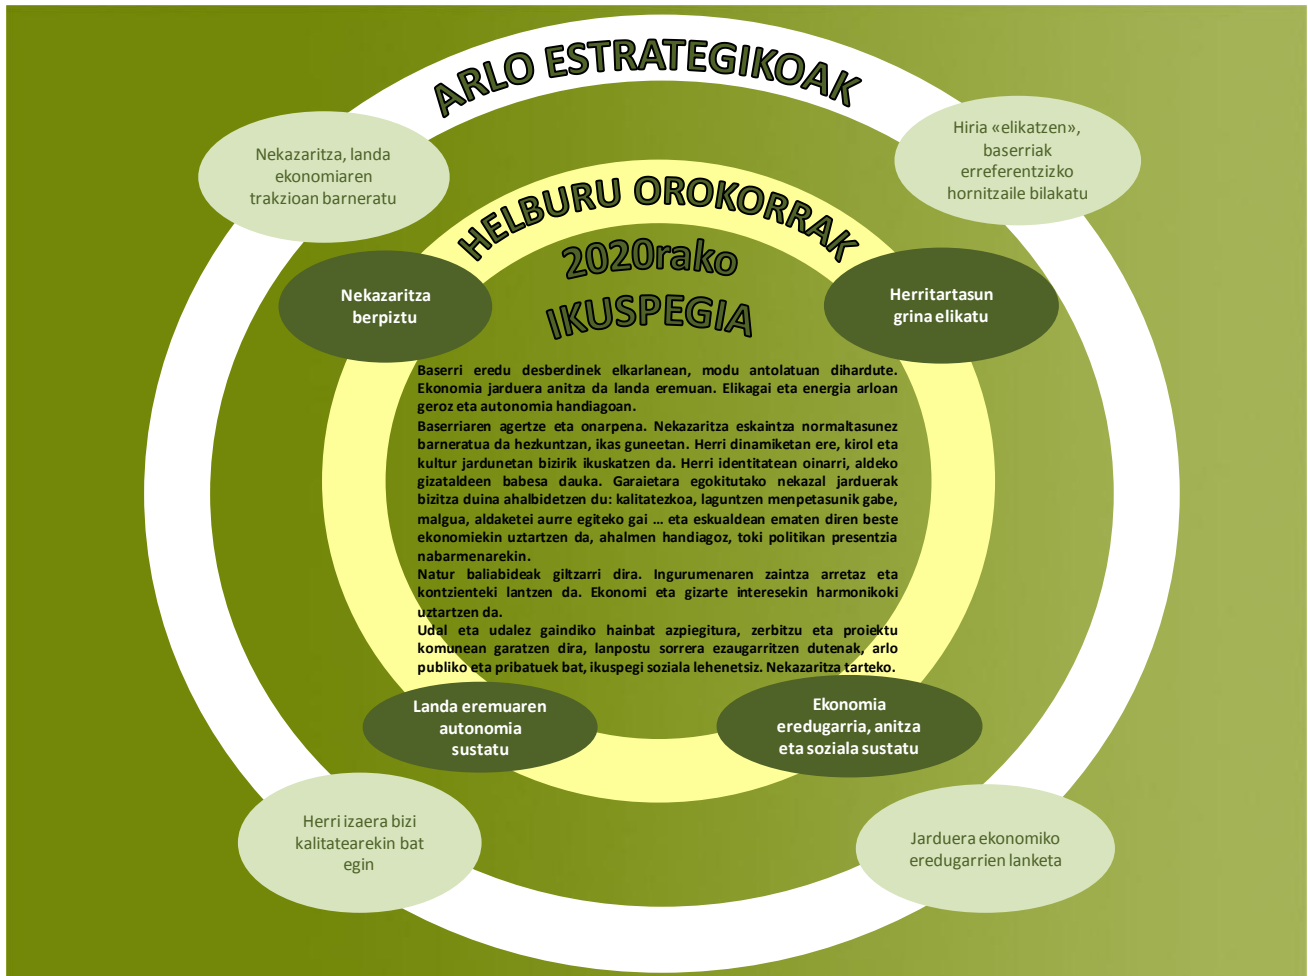 ARLO ESTRATEGIKOAK
Nekazaritza, landa
ekonomiaren
trakzioan barneratu
Hiria «elikatzen»,
baserriak
erreferentzizko
hornitzaile bilakatu
HELBURU OROKORRAK
Nekazaritza
berpiztu
Herritartasun
grina elikatu
2020rako
IKUSPEGIA
Baserri eredu desberdinek elkarlanean, modu antolatuan dihardute.
Ekonomia jarduera anitza da landa eremuan. Elikagai eta energia arloan
geroz eta autonomia handiagoan.
Baserriaren agertze eta onarpena. Nekazaritza eskaintza normaltasunez
barneratua da hezkuntzan, ikas guneetan. Herri dinamiketan ere, kirol eta
kultur jardunetan bizirik ikuskatzen da. Herri identitatean oinarri, aldeko
gizataldeen babesa dauka. Garaietara egokitutako nekazal jarduerak
bizitza duina ahalbidetzen du: kalitatezkoa, laguntzen menpetasunik gabe,
malgua, aldaketei aurre egiteko gai ... eta eskualdean ematen diren beste
ekonomiekin uztartzen da, ahalmen handiagoz, toki politikan presentzia
nabarmenarekin.
Natur baliabideak giltzarri dira. Ingurumenaren zaintza arretaz eta
kontzienteki lantzen da. Ekonomi eta gizarte interesekin harmonikoki
uztartzen da.
Udal eta udalez gaindiko hainbat azpiegitura, zerbitzu eta proiektu
komunean garatzen dira, lanpostu sorrera ezaugarritzen dutenak, arlo
publiko eta pribatuek bat, ikuspegi soziala lehenetsiz. Nekazaritza tarteko.
Landa eremuaren
autonomia
sustatu
Ekonomia
eredugarria, anitza
eta soziala sustatu
Herri izaera bizi
kalitatearekin bat
egin
Jarduera ekonomiko
eredugarrien lanketa